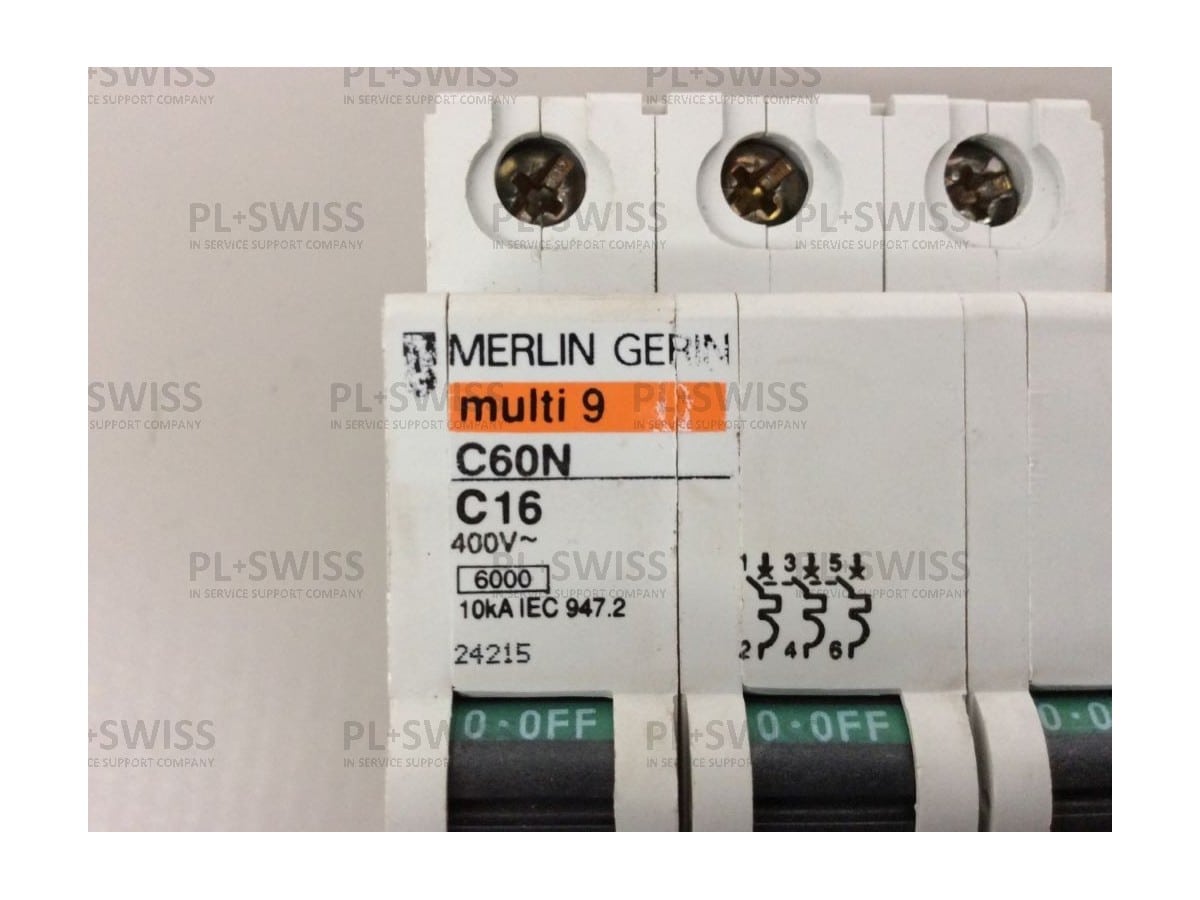 MERLIN GERIN
multi 9
C60N
C16
400V~
6000
10kA IEC 947.2
24215
1 3 5
2 4 6
O·OFF O·OFF O·O
PL+SWISS
IN SERVICE SUPPORT COMPANY